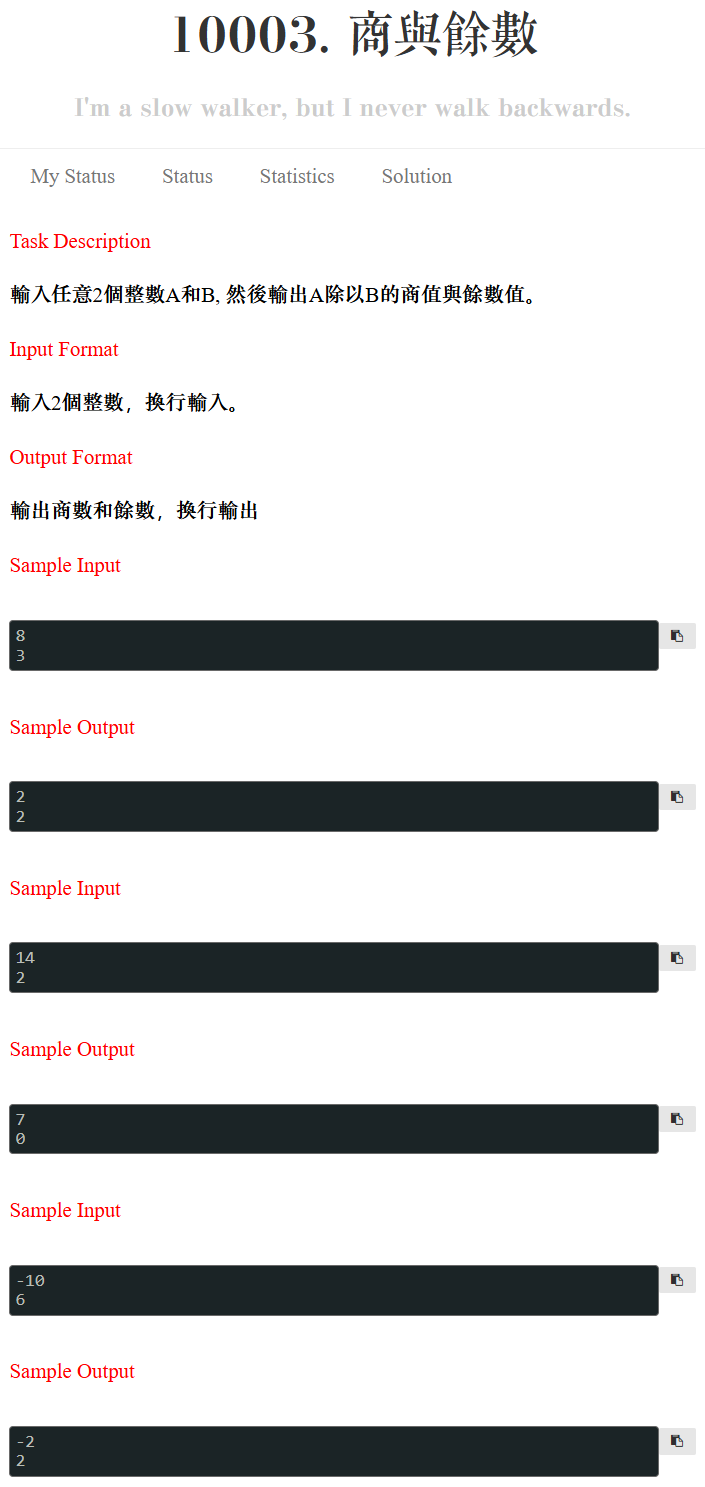 10003. 商與餘數
I'm a slow walker, but I never walk backwards.
My Status Status Statistics Solution
Task Description
輸入任意2個整數A和B, 然後輸出A除以B的商值與餘數值。
Input Format
輸入2個整數，換行輸入。
Output Format
輸出商數和餘數，換行輸出
Sample Input
8
3
Sample Output
2
2
Sample Input
14
2
Sample Output
7
0
Sample Input
-10
6
Sample Output
-2
2